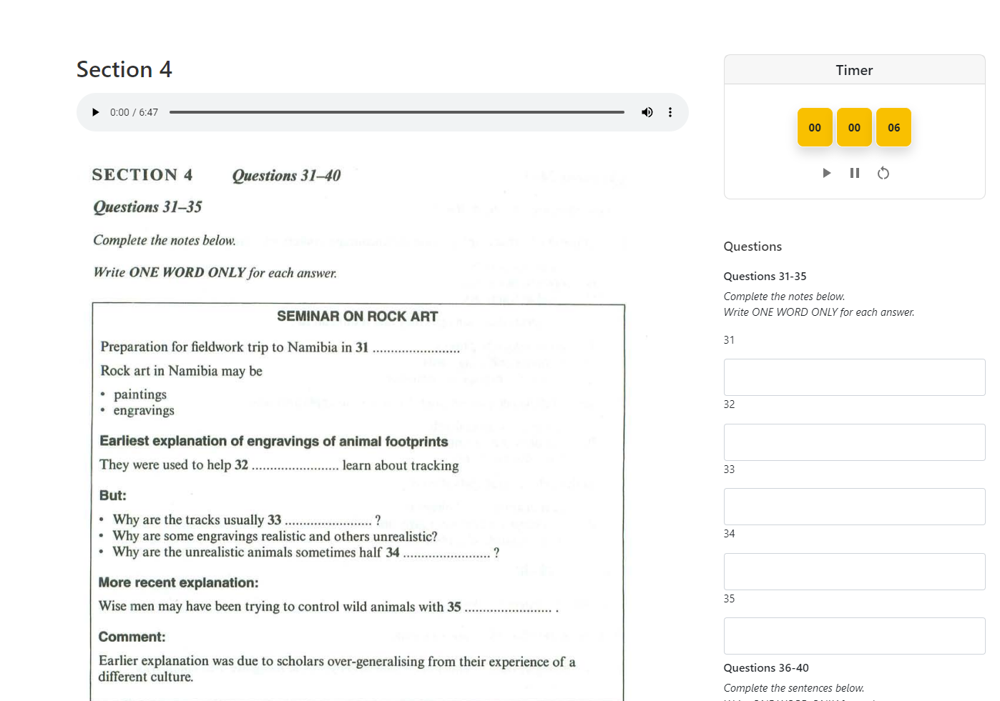 Section 4
0:00 / 6:47
SECTION 4 Questions 31–40
Questions 31–35
Complete the notes below.
Write ONE WORD ONLY for each answer.
SEMINAR ON ROCK ART
Preparation for fieldwork trip to Namibia in 31 ........................
Rock art in Namibia may be
• paintings
• engravings
Earliest explanation of engravings of animal footprints
They were used to help 32 ........................ learn about tracking
But:
• Why are the tracks usually 33 ........................ ?
• Why are some engravings realistic and others unrealistic?
• Why are the unrealistic animals sometimes half 34 ........................ ?
More recent explanation:
Wise men may have been trying to control wild animals with 35 ........................ .
Comment:
Earlier explanation was due to scholars over-generalising from their experience of a
different culture.
Timer
00 00 06
Questions
Questions 31-35
Complete the notes below.
Write ONE WORD ONLY for each answer.
31
32
33
34
35
Questions 36-40
Complete the sentences below.